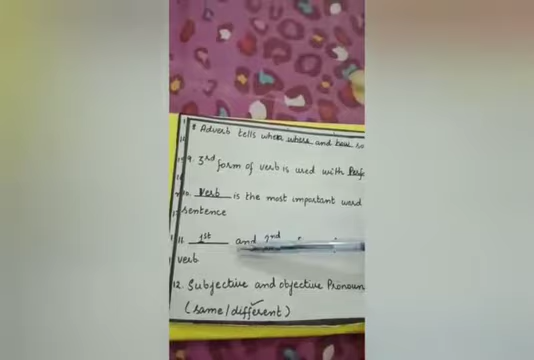 8 Adverb tells when where and how
9. 3rd form of verb is used with
10. Verb is the most important word
sentence
11. 1st and 2nd
verb
12. Subjective and objective Pronoun
(same/different)